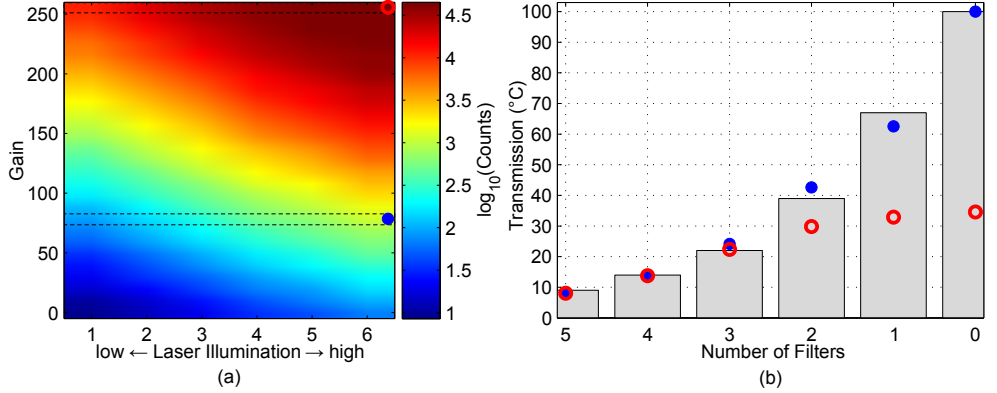 250
200
150
100
50
0
Gain
1 2 3 4 5 6
low ← Laser Illumination → high
(a)
4.5
4
3.5
3
2.5
2
1.5
1
log10(Counts)
100
90
80
70
60
50
40
30
20
10
0
Transmission (°C)
5 4 3 2 1 0
Number of Filters
(b)